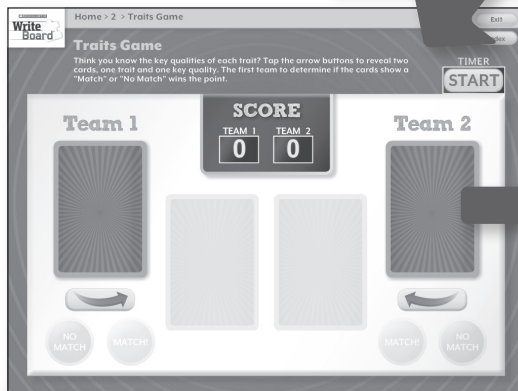 Home > 2 > Traits Game
Exit
Write
Board
Traits Game
Think you know the key qualities of each trait? Tap the arrow buttons to reveal two
cards, one trait and one key quality. The first team to determine if the cards show a
"Match" or "No Match" wins the point.
TIMER
START
SCORE
TEAM 1 TEAM 2
0 0
Team 1
Team 2
NO
MATCH
MATCH!
MATCH!
NO
MATCH